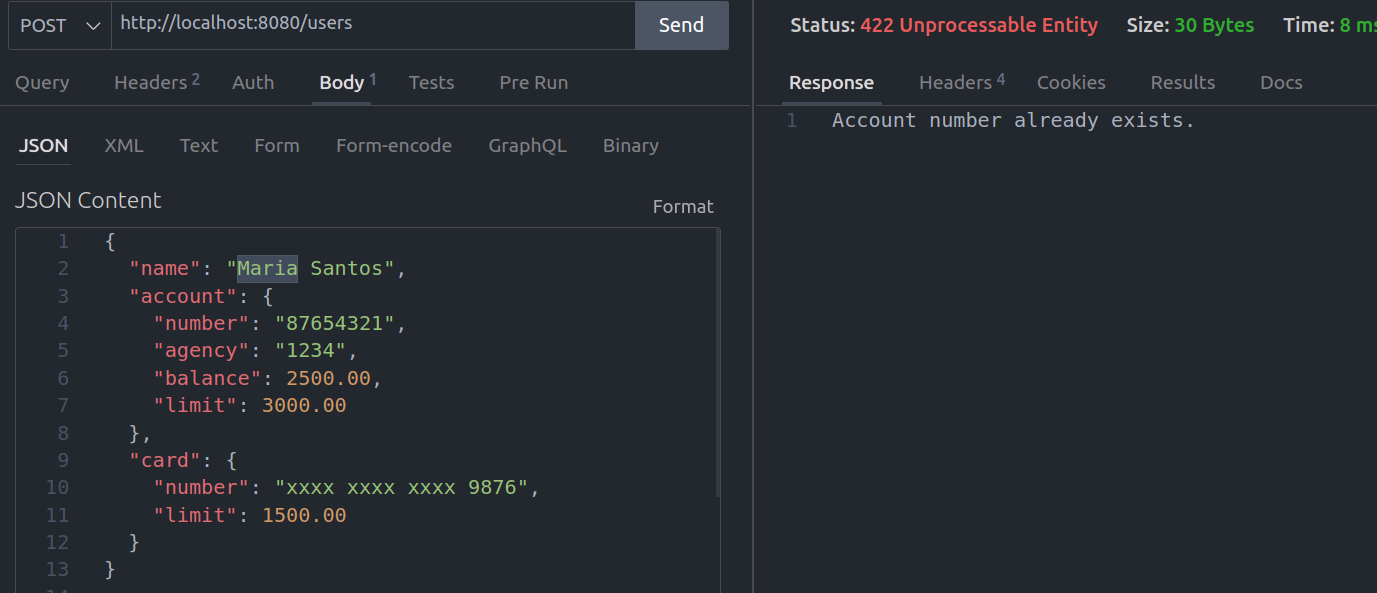 POST http://localhost:8080/users Send
Query Headers 2 Auth Body 1 Tests Pre Run
JSON XML Text Form Form-encode GraphQL Binary
JSON Content
Format
1 {
2 "name": "Maria Santos",
3 "account": {
4 "number": "87654321",
5 "agency": "1234",
6 "balance": 2500.00,
7 "limit": 3000.00
8 },
9 "card": {
10 "number": "xxxx xxxx xxxx 9876",
11 "limit": 1500.00
12 }
13 }
Status: 422 Unprocessable Entity Size: 30 Bytes Time: 8 ms
Response Headers 4 Cookies Results Docs
1 Account number already exists.